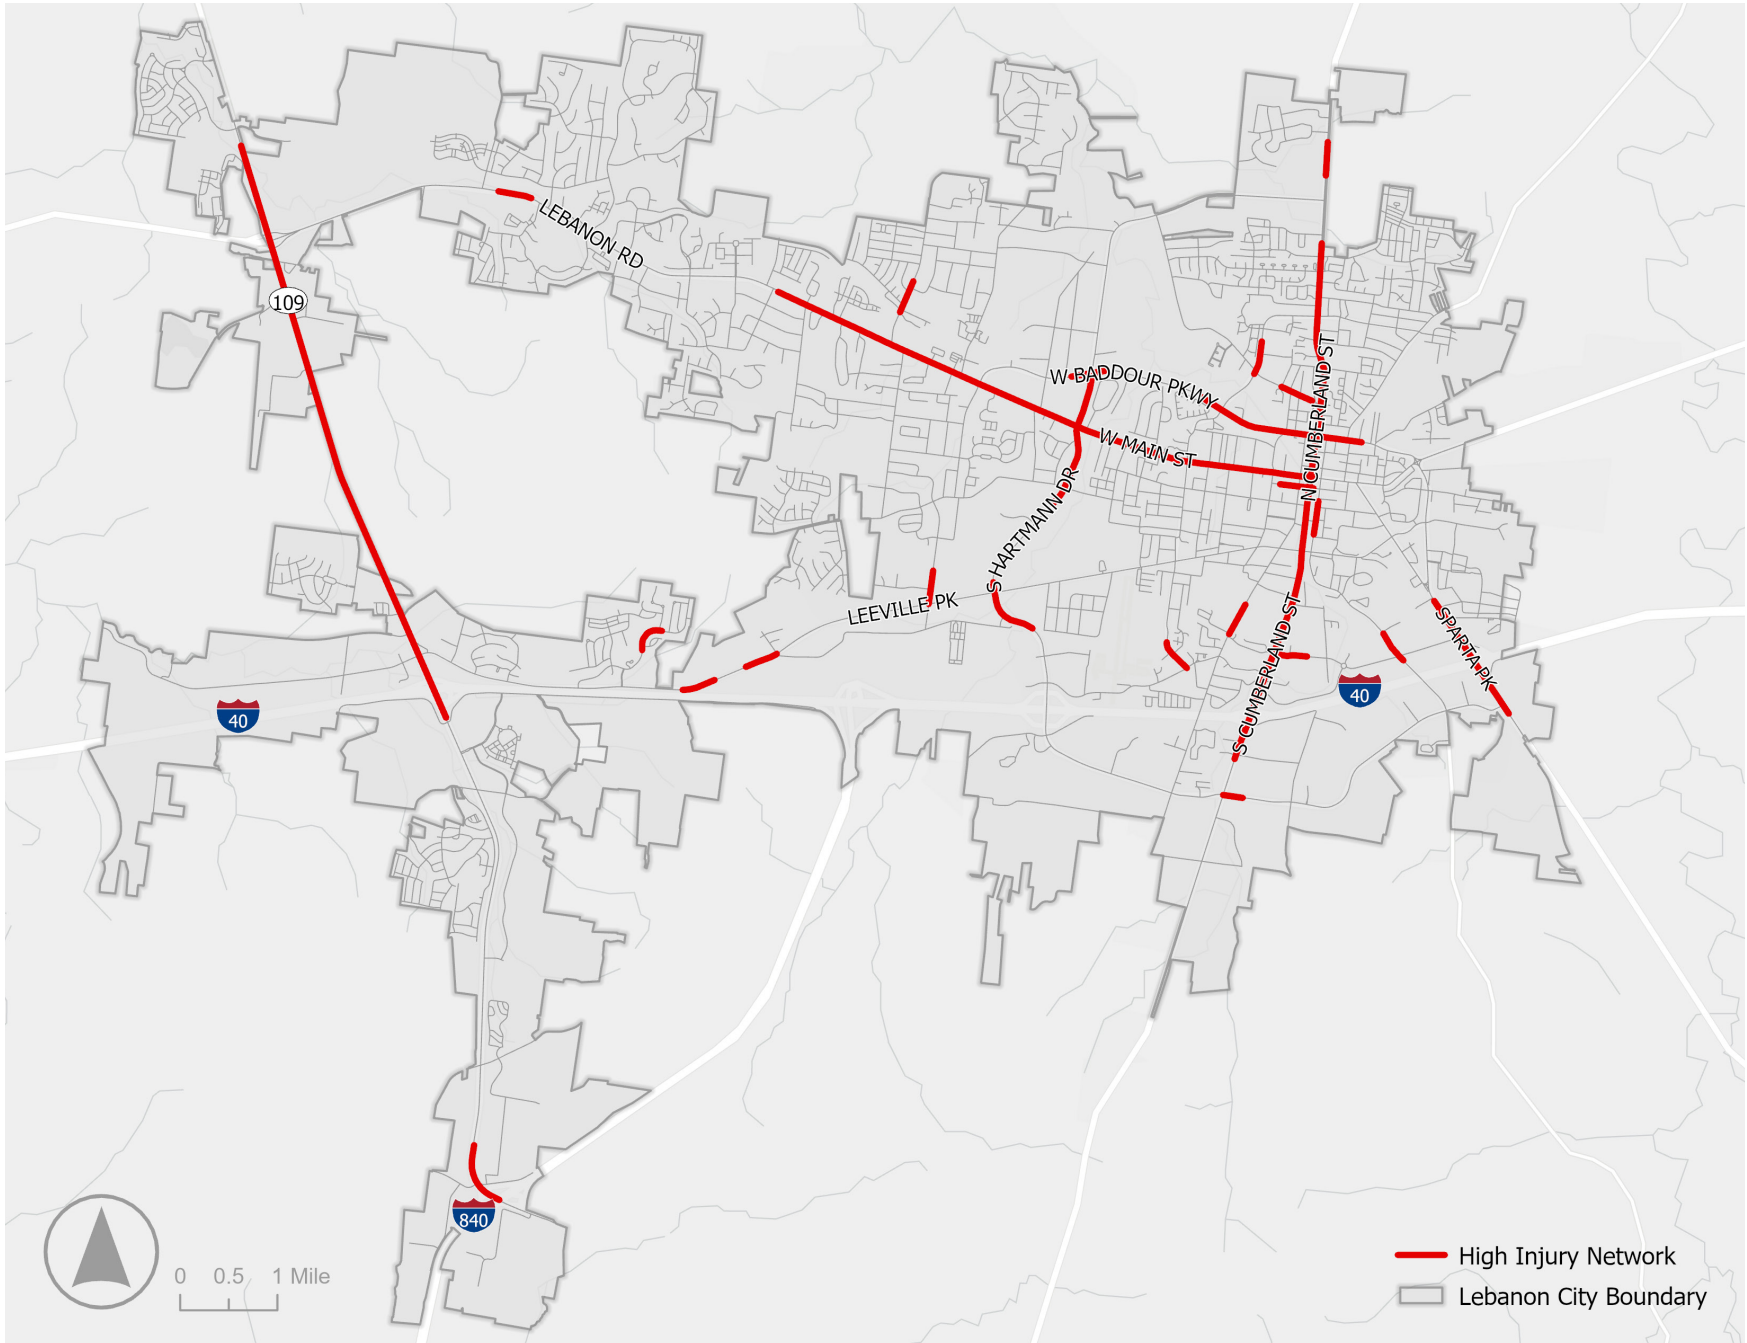 LEBANON RD
109
W BADDOUR PKWY
N CUMBERLAND ST
W MAIN ST
S HARTMANN DR
LEEVILLE PK
S CUMBERLAND ST
SPARTA PK
40
40
840
0 0.5 1 Mile
High Injury Network
Lebanon City Boundary